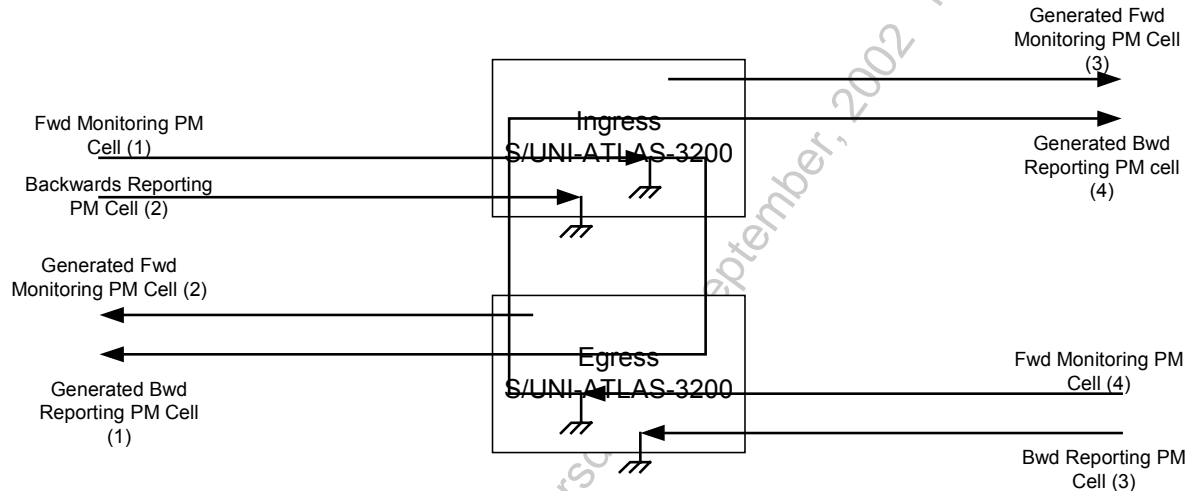 Generated Fwd
Monitoring PM Cell
(3)
Ingress
S/UNI-ATLAS-3200
Fwd Monitoring PM
Cell (1)
Backwards Reporting
PM Cell (2)
Generated Bwd
Reporting PM cell
(4)
Generated Fwd
Monitoring PM Cell (2)
Egress
S/UNI-ATLAS-3200
Generated Bwd
Reporting PM Cell
(1)
Fwd Monitoring PM
Cell (4)
Bwd Reporting PM
Cell (3)
eptember, 2002